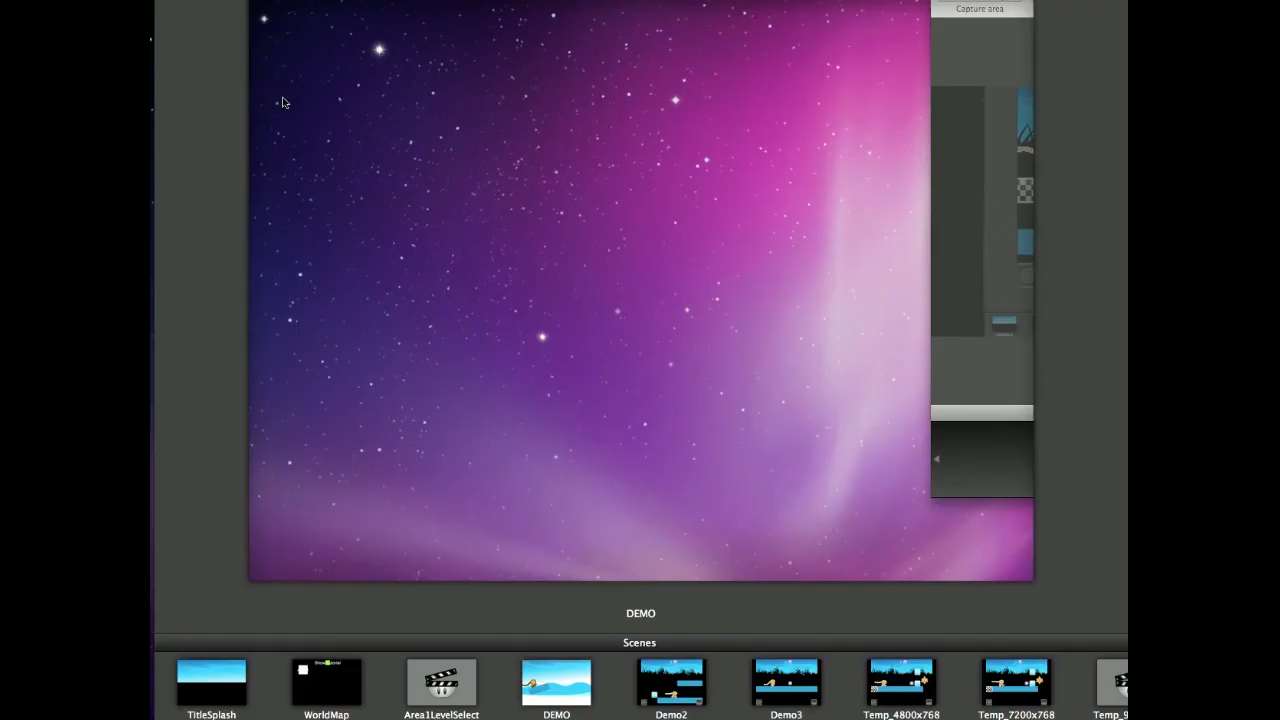 Capture area
DEMO
Scenes
TitleSplash
WorldMap
Area1LevelSelect
DEMO
Demo2
Demo3
Temp_4800x768
Temp_7200x768